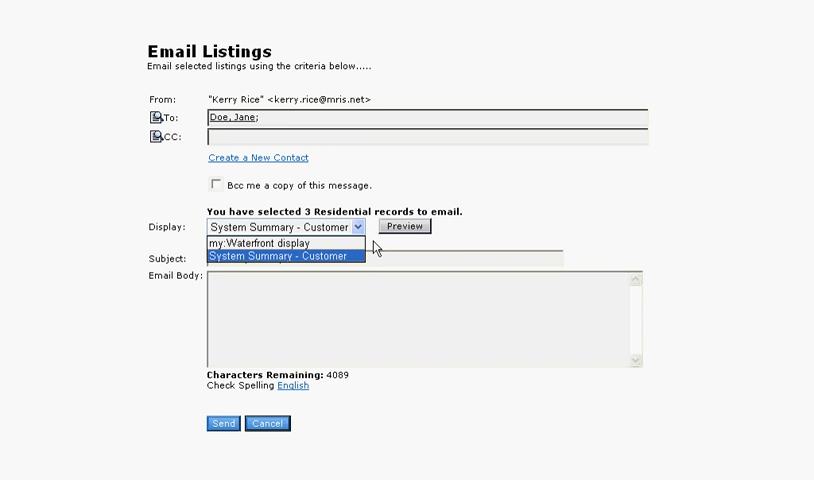 Email Listings
Email selected listings using the criteria below.....
From: "Kerry Rice" <kerry.rice@mris.net>
To: Doe, Jane;
CC:
Create a New Contact
Bcc me a copy of this message.
You have selected 3 Residential records to email.
Display: System Summary - Customer Preview
my:Waterfront display
System Summary - Customer
Subject:
Email Body:
Characters Remaining: 4089
Check Spelling English
Send Cancel